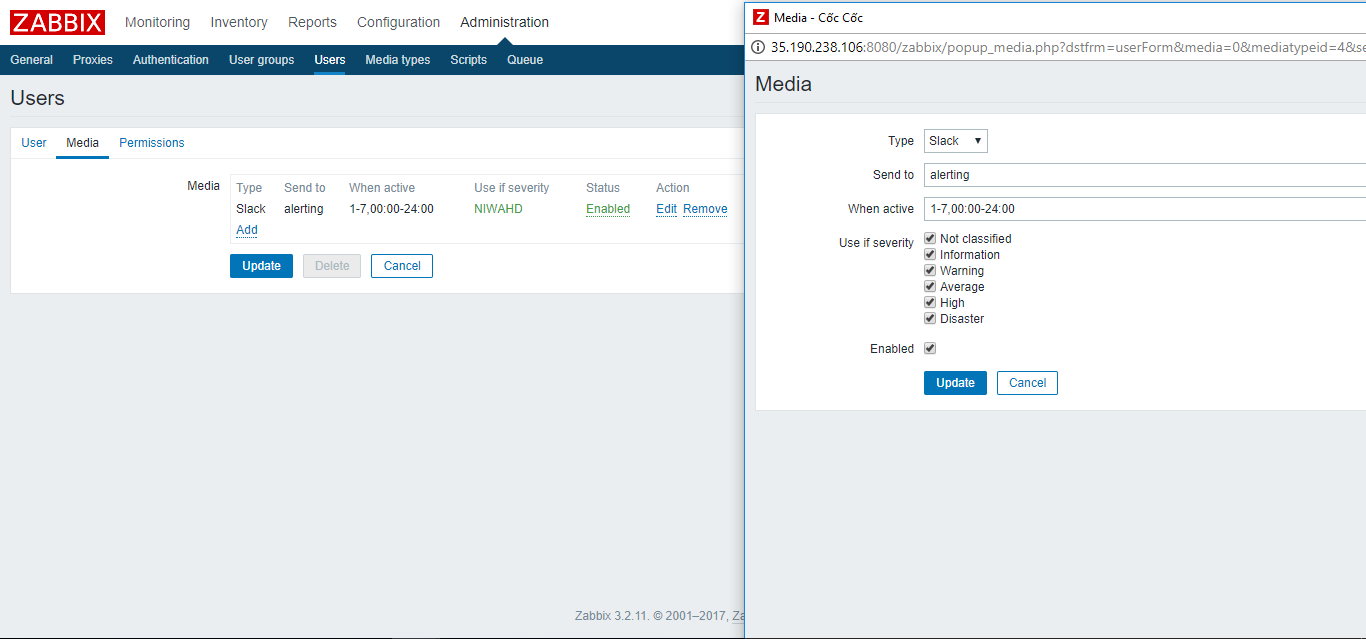 ZABBIX Monitoring Inventory Reports Configuration Administration
General Proxies Authentication User groups Users Media types Scripts Queue
Users
User Media Permissions
Media Type Send to When active Use if severity Status Action
Slack alerting 1-7,00:00-24:00 NIWAHD Enabled Edit Remove
Add
Update Delete Cancel
Zabbix 3.2.11. © 2001–2017, Za
Z Media - Cốc Cốc
35.190.238.106:8080/zabbix/popup_media.php?dstfrm=userForm&media=0&mediatypeid=4&se
Media
Type Slack
Send to alerting
When active 1-7,00:00-24:00
Use if severity Not classified
Information
Warning
Average
High
Disaster
Enabled
Update Cancel